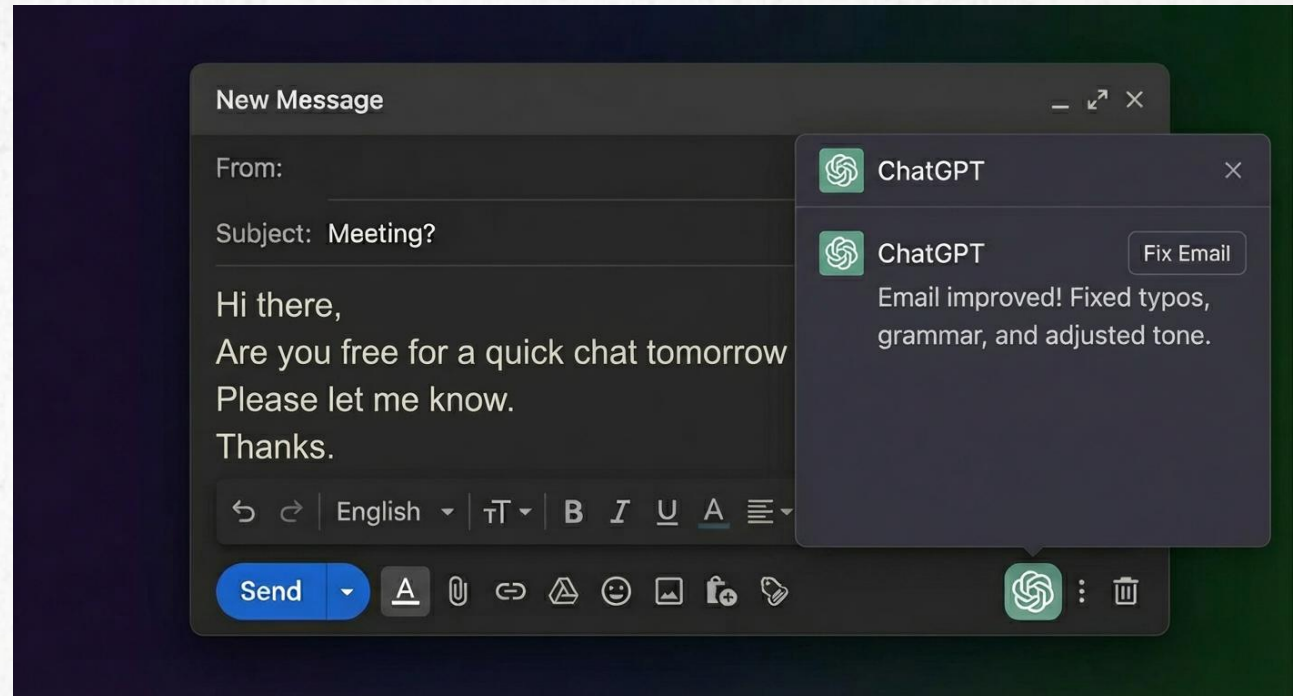 New Message
From:
Subject: Meeting?
Hi there,
Are you free for a quick chat tomorrow
Please let me know.
Thanks.
English
TT
B I U A
Send
A
ChatGPT
ChatGPT
Fix Email
Email improved! Fixed typos,
grammar, and adjusted tone.